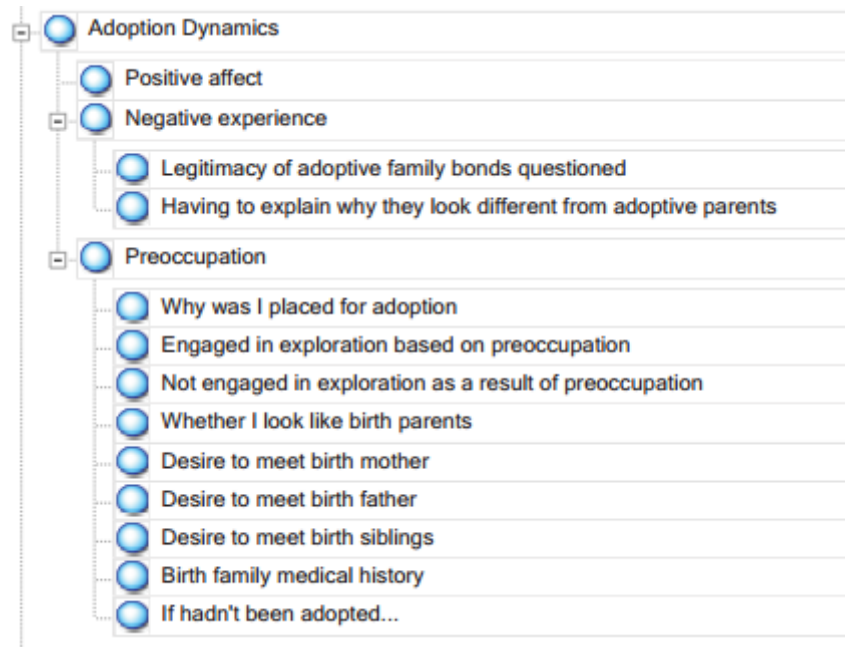 Adoption Dynamics
Positive affect
Negative experience
Legitimacy of adoptive family bonds questioned
Having to explain why they look different from adoptive parents
Preoccupation
Why was I placed for adoption
Engaged in exploration based on preoccupation
Not engaged in exploration as a result of preoccupation
Whether I look like birth parents
Desire to meet birth mother
Desire to meet birth father
Desire to meet birth siblings
Birth family medical history
If hadn't been adopted...